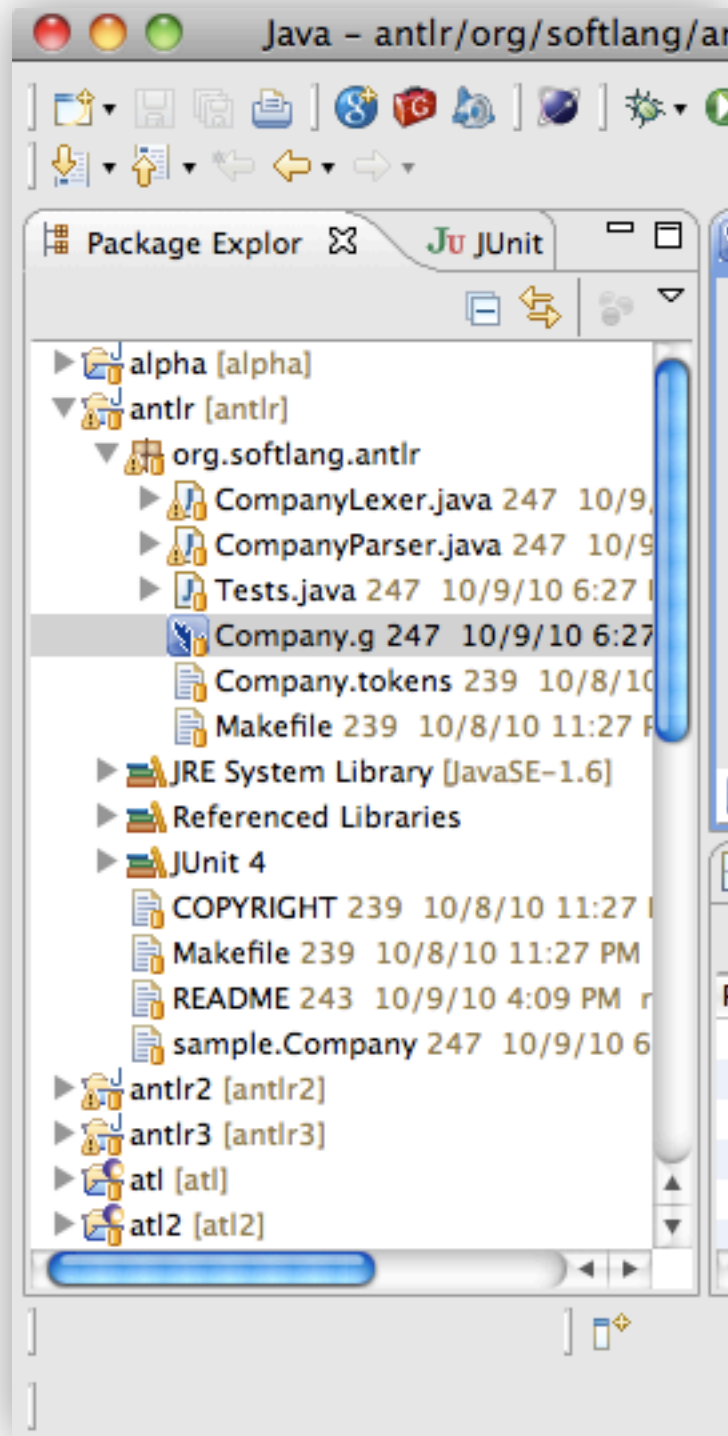 Java – antlr/org/softlang/an
Package Explor JU JUnit
alpha [alpha]
antlr [antlr]
org.softlang.antlr
CompanyLexer.java 247 10/9,
CompanyParser.java 247 10/9
Tests.java 247 10/9/10 6:27
Company.g 247 10/9/10 6:27
Company.tokens 239 10/8/10
Makefile 239 10/8/10 11:27
JRE System Library [JavaSE-1.6]
Referenced Libraries
JUnit 4
COPYRIGHT 239 10/8/10 11:27
Makefile 239 10/8/10 11:27 PM
README 243 10/9/10 4:09 PM r
sample.Company 247 10/9/10 6
antlr2 [antlr2]
antlr3 [antlr3]
atl [atl]
atl2 [atl2]